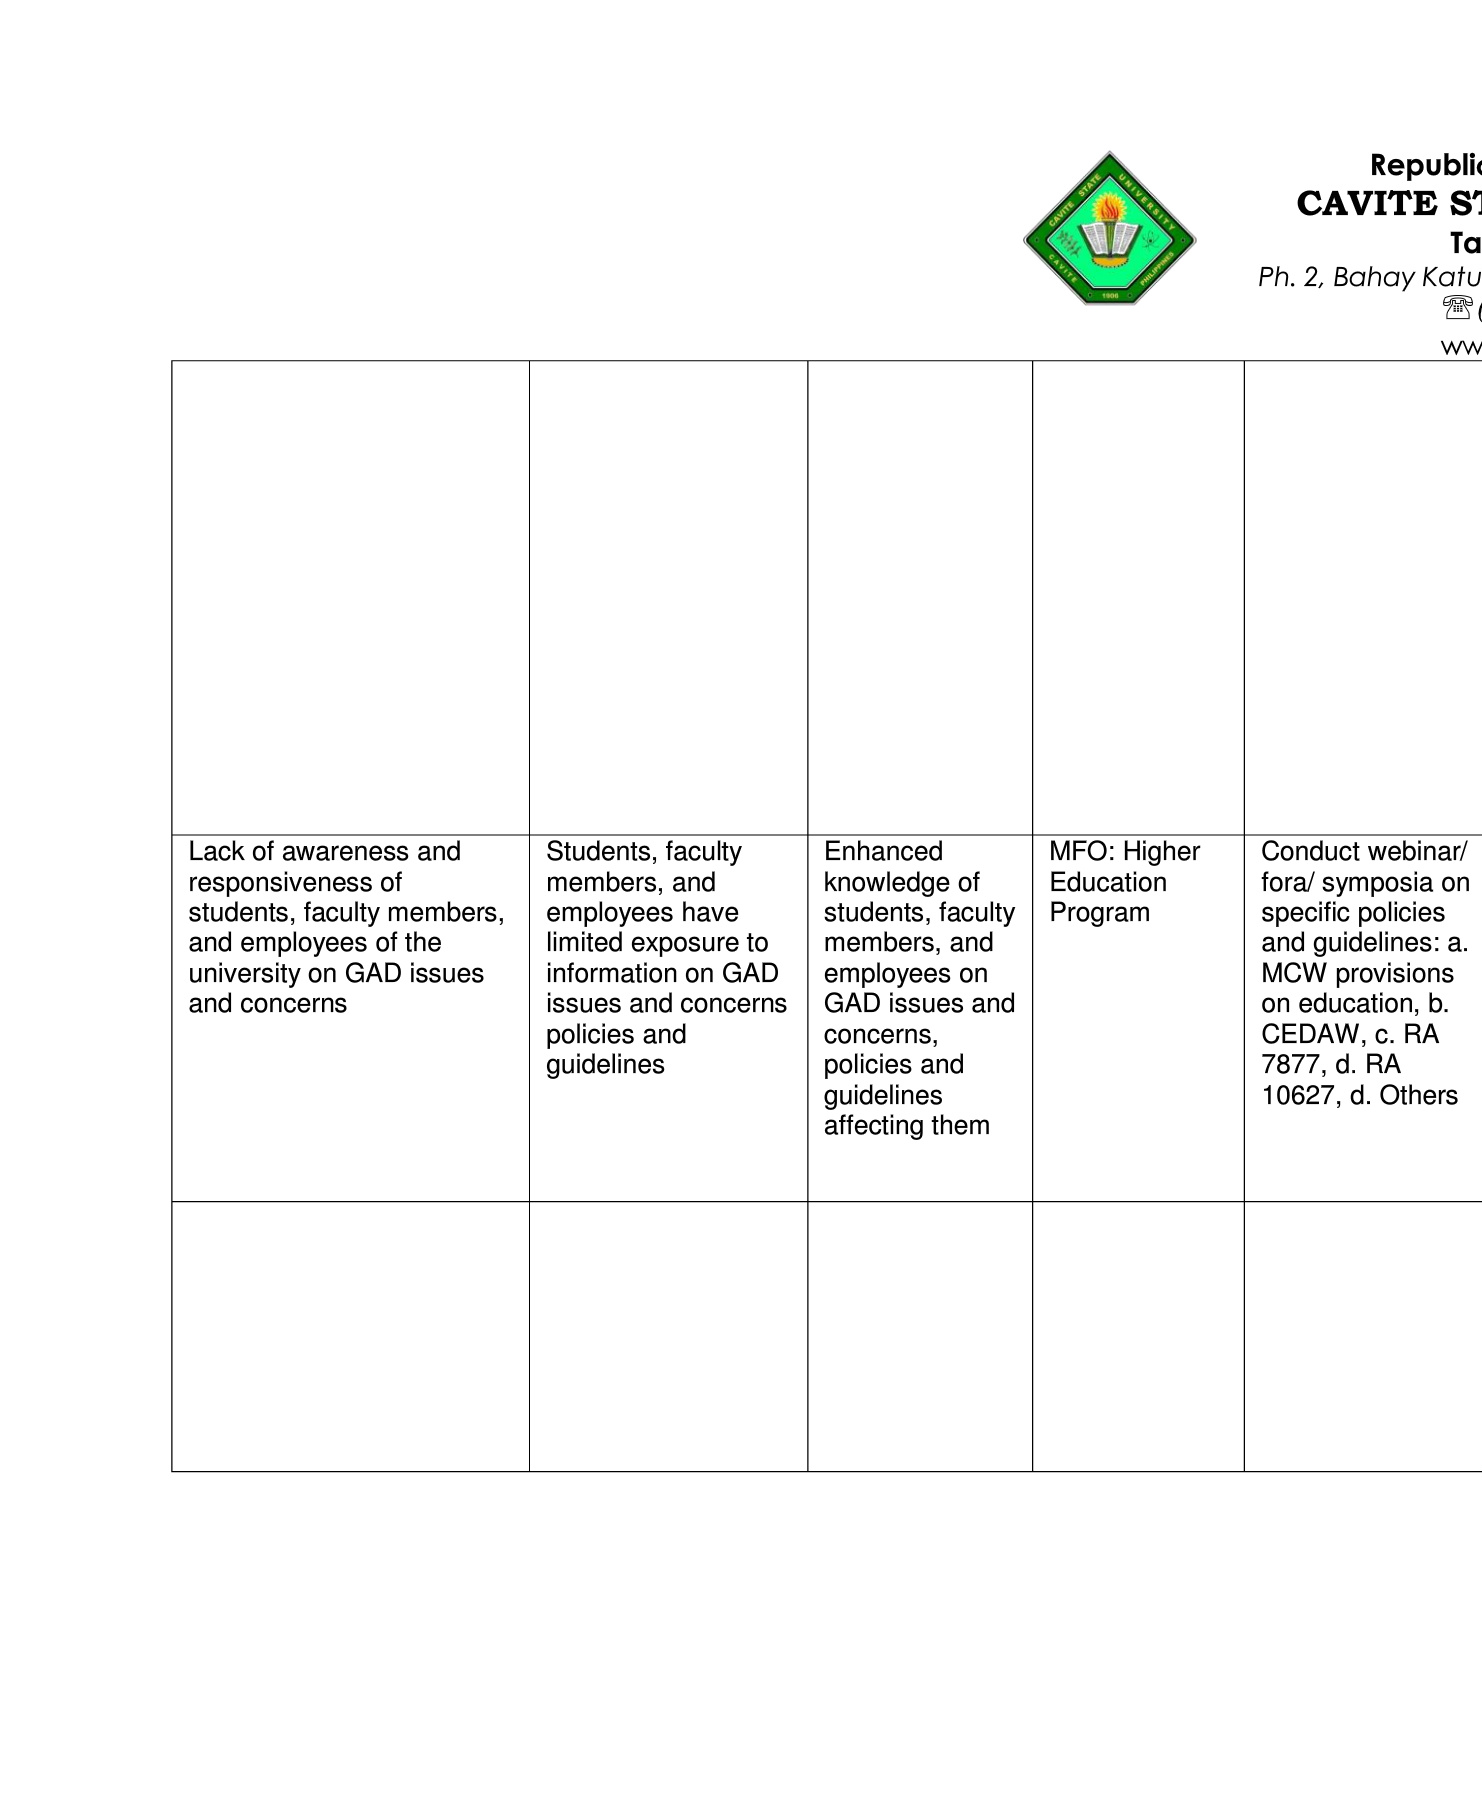 CAVITE STATE UNIVERSITY
CAVITE PHILIPPINES
1906
Republic
CAVITE ST
Ta
Ph. 2, Bahay Katu
(
ww
Lack of awareness and
responsiveness of
students, faculty members,
and employees of the
university on GAD issues
and concerns
Students, faculty
members, and
employees have
limited exposure to
information on GAD
issues and concerns
policies and
guidelines
Enhanced
knowledge of
students, faculty
members, and
employees on
GAD issues and
concerns,
policies and
guidelines
affecting them
MFO: Higher
Education
Program
Conduct webinar/
fora/ symposia on
specific policies
and guidelines: a.
MCW provisions
on education, b.
CEDAW, c. RA
7877, d. RA
10627, d. Others